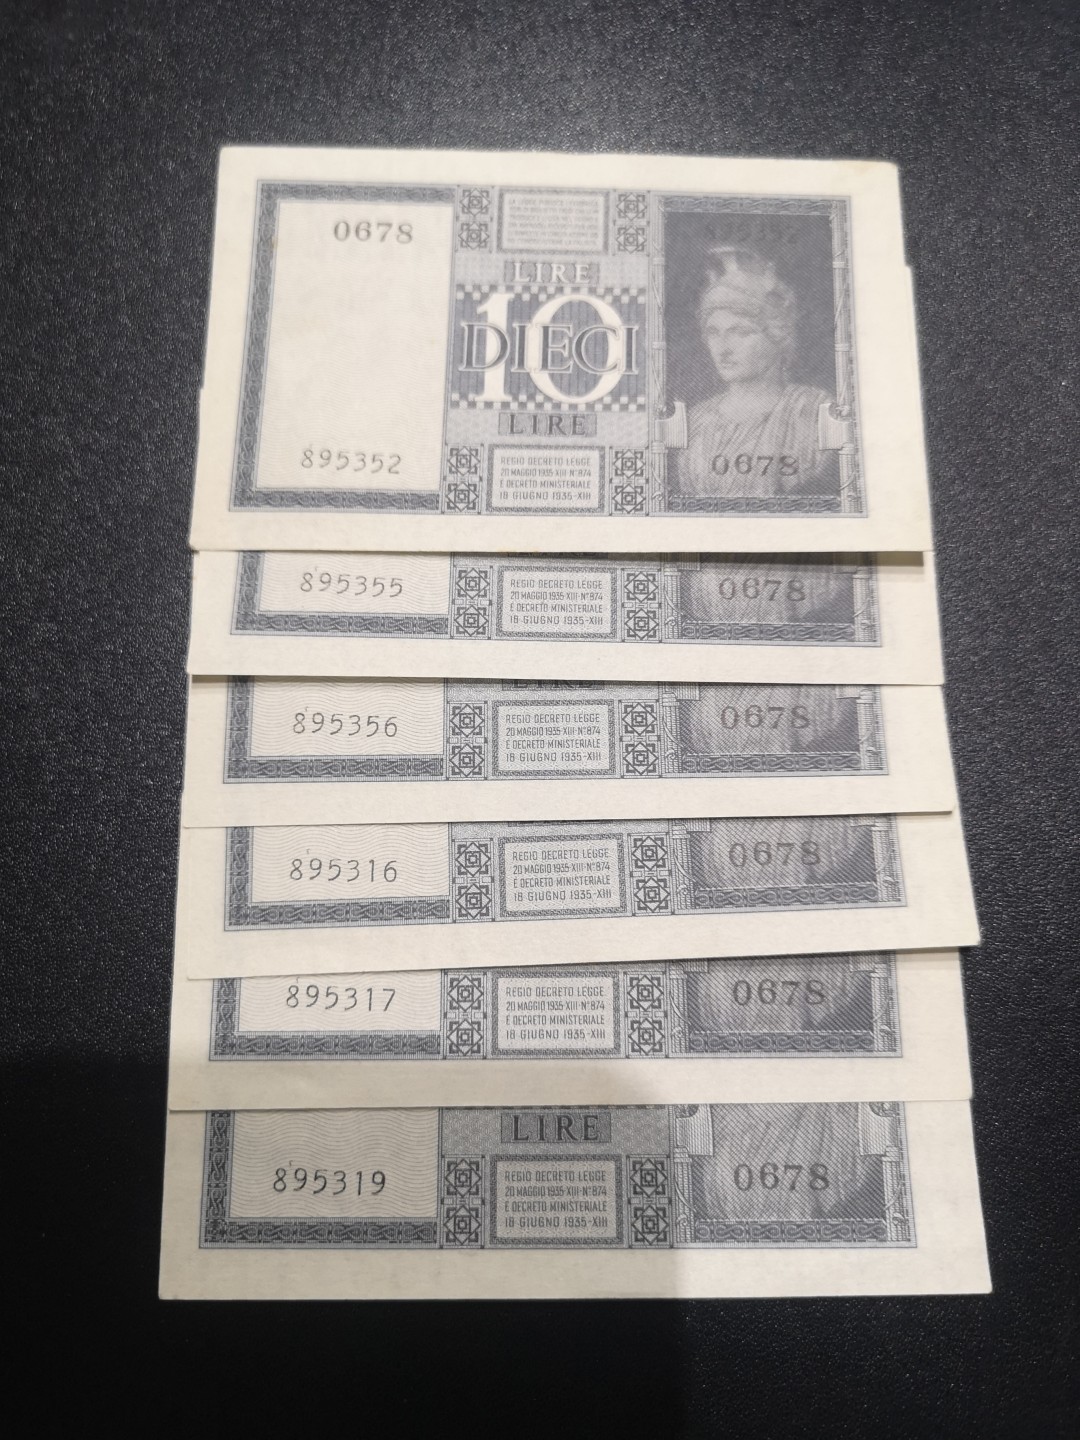 0678
LIRE
10
DIECI
LIRE
895352
REGIO DECRETO LEGGE
20 MAGGIO 1935-XIII-N°874
E DECRETO MINISTERIALE
18 GIUGNO 1935-XIII
0678
895355
REGIO DECRETO LEGGE
20 MAGGIO 1935-XIII-N°874
E DECRETO MINISTERIALE
18 GIUGNO 1935-XIII
0678
LIRE
895356
REGIO DECRETO LEGGE
20 MAGGIO 1935-XIII-N°874
E DECRETO MINISTERIALE
18 GIUGNO 1935-XIII
0678
895316
REGIO DECRETO LEGGE
20 MAGGIO 1935-XIII-N°874
E DECRETO MINISTERIALE
18 GIUGNO 1935-XIII
0678
895317
REGIO DECRETO LEGGE
20 MAGGIO 1935-XIII-N°874
E DECRETO MINISTERIALE
18 GIUGNO 1935-XIII
0678
LIRE
895319
REGIO DECRETO LEGGE
20 MAGGIO 1935-XIII-N°874
E DECRETO MINISTERIALE
18 GIUGNO 1935-XIII
0678